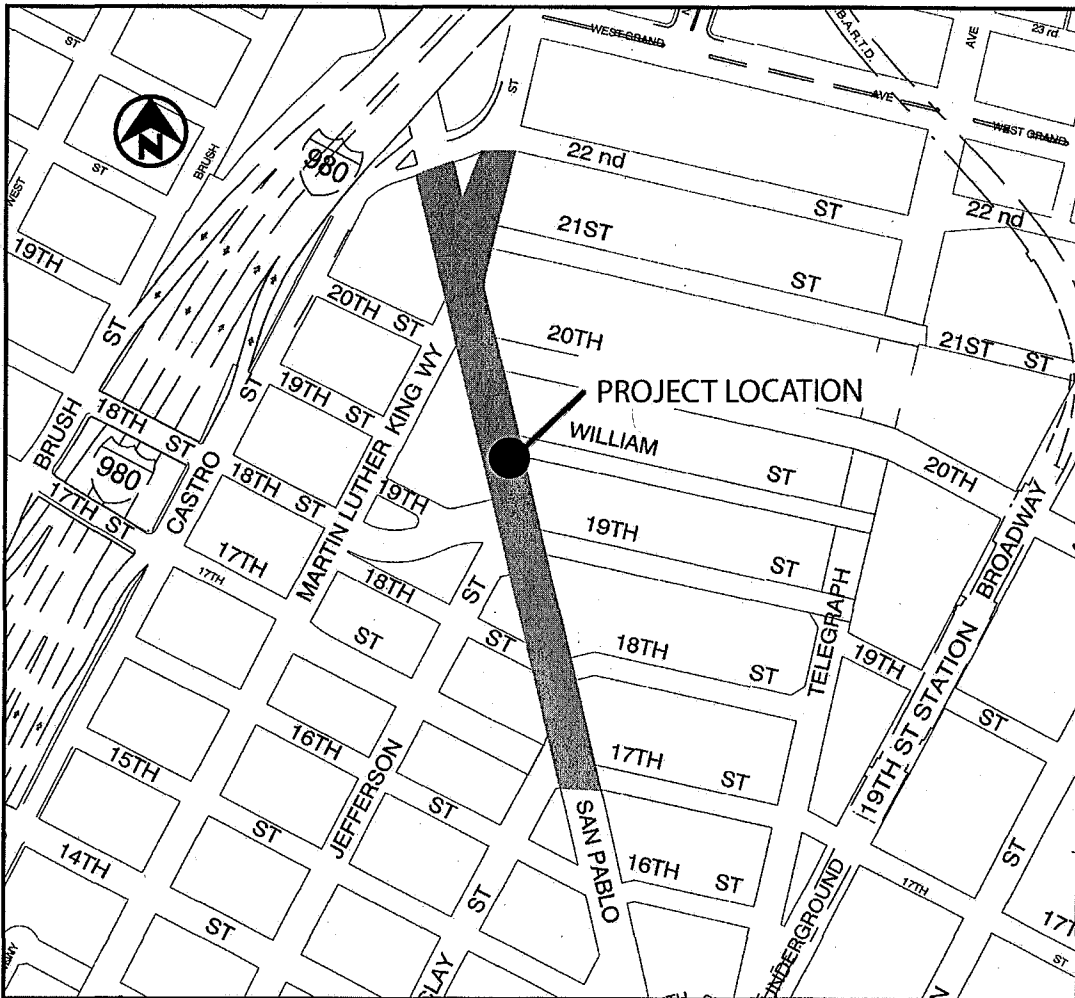 ST
WEST GRAND
B.A.R.T.D.
AVE
23 rd
ST
AVE
WEST GRAND
N
ST
BRUSH
980
22 nd
ST
22 nd
WEST
19TH
21ST
ST
ST
20TH ST
20TH
21ST ST
PROJECT LOCATION
19TH ST
ST
WILLIAM
ST
BRUSH
18TH ST
980
17TH ST
CASTRO
18TH ST
MARTIN LUTHER KING WY
19TH
20TH
BROADWAY
19TH
ST
17TH
17TH
18TH
ST
ST
ST
18TH
ST
TELEGRAPH
19TH
ST
19TH ST STATION
16TH
15TH
JEFFERSON
17TH ST
ST
SAN PABLO
ST
14TH
ST
16TH ST
ST
17TH
ST
ST
CLAY
UNDERGROUND